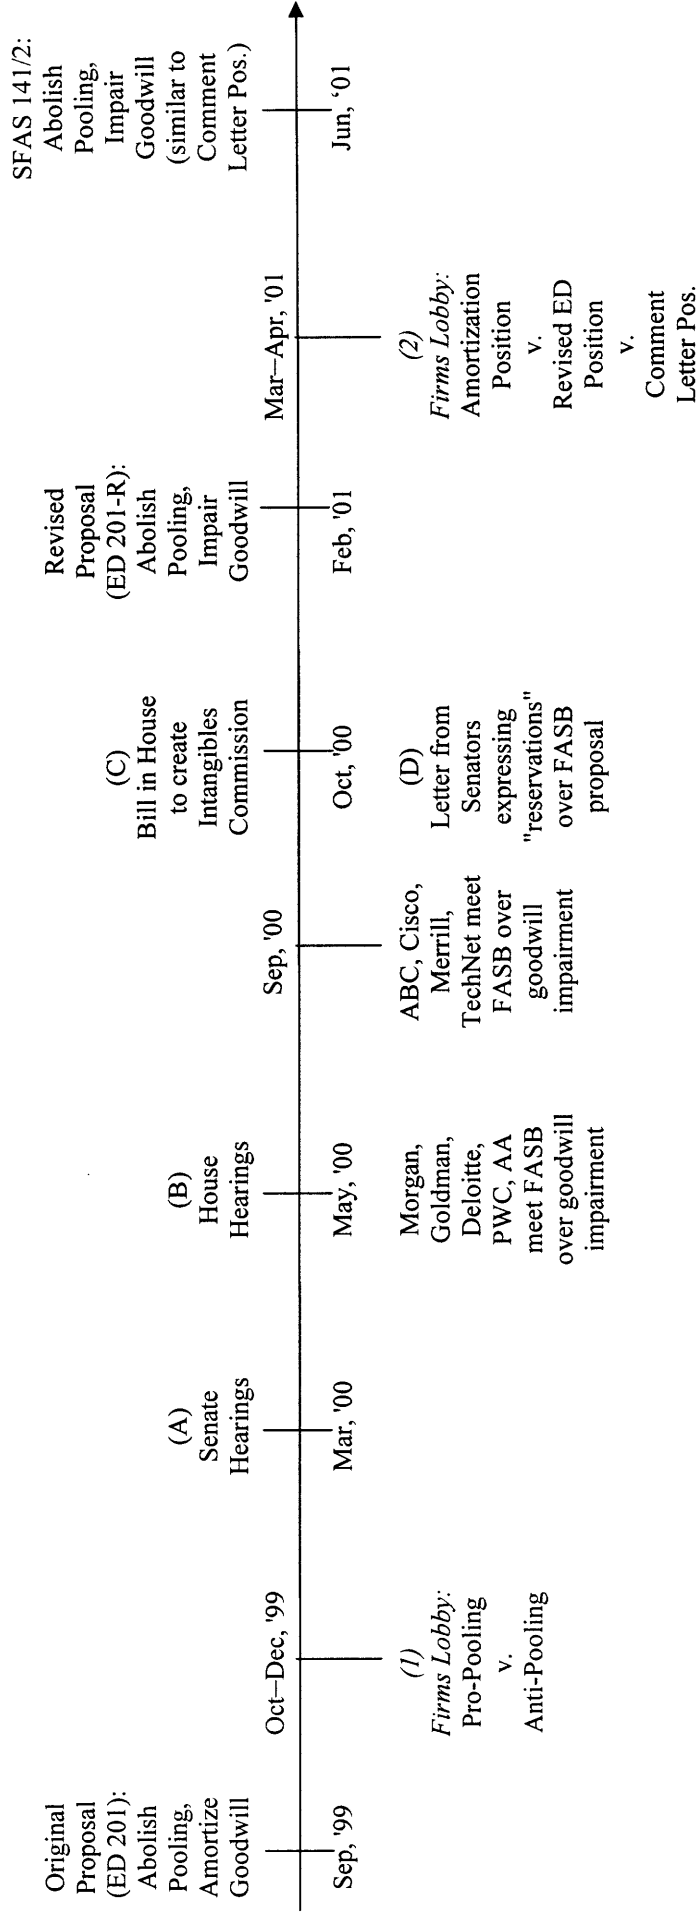 Original
Proposal
(ED 201):
Abolish
Pooling,
Amortize
Goodwill
Sep, '99
Oct–Dec, '99
(1)
Firms Lobby:
Pro-Pooling
v.
Anti-Pooling
(A)
Senate
Hearings
Mar, '00
(B)
House
Hearings
May, '00
Morgan,
Goldman,
Deloitte,
PWC, AA
meet FASB
over goodwill
impairment
Sep, '00
ABC, Cisco,
Merrill,
TechNet meet
FASB over
goodwill
impairment
(C)
Bill in House
to create
Intangibles
Commission
Oct, '00
(D)
Letter from
Senators
expressing
"reservations"
over FASB
proposal
Revised
Proposal
(ED 201-R):
Abolish
Pooling,
Impair
Goodwill
Feb, '01
Mar–Apr, '01
(2)
Firms Lobby:
Amortization
Position
v.
Revised ED
Position
v.
Comment
Letter Pos.
SFAS 141/2:
Abolish
Pooling,
Impair
Goodwill
(similar to
Comment
Letter Pos.)
Jun, ‘01